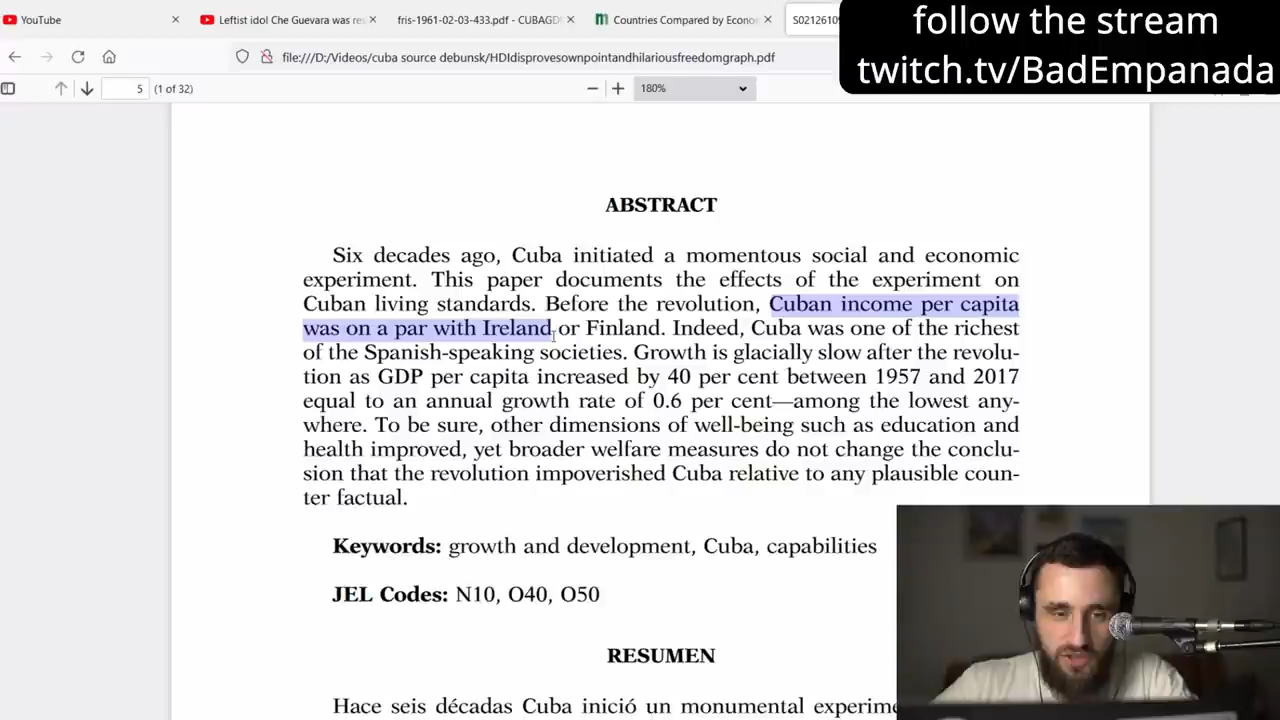 YouTube
Leftist idol Che Guevara was re
fris-1961-02-03-433.pdf - CUBAGD
Countries Compared by Econo
S0212610
follow the stream
twitch.tv/BadEmpanada
file:///D:/Videos/cuba source debunsk/HDIdisprovesownpointandhilariousfreedomgraph.pdf
5 (1 of 32)
180%
ABSTRACT
Six decades ago, Cuba initiated a momentous social and economic
experiment. This paper documents the effects of the experiment on
Cuban living standards. Before the revolution, Cuban income per capita
was on a par with Ireland or Finland. Indeed, Cuba was one of the richest
of the Spanish-speaking societies. Growth is glacially slow after the revolu-
tion as GDP per capita increased by 40 per cent between 1957 and 2017
equal to an annual growth rate of 0.6 per cent—among the lowest any-
where. To be sure, other dimensions of well-being such as education and
health improved, yet broader welfare measures do not change the conclu-
sion that the revolution impoverished Cuba relative to any plausible coun-
ter factual.
Keywords: growth and development, Cuba, capabilities
JEL Codes: N10, O40, O50
RESUMEN
Hace seis décadas Cuba inició un monumental experime